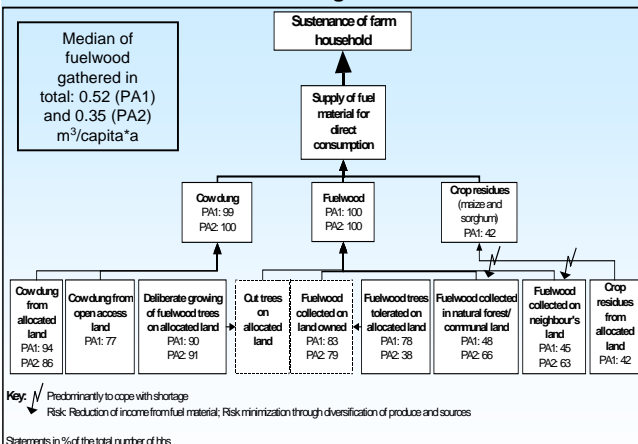 Sustenance of farm
household
Median of
fuelwood
gathered in
total: 0.52 (PA1)
and 0.35 (PA2)
m³/capita*a
Supply of fuel
material for
direct
consumption
Cow dung
PA1: 99
PA2: 100
Fuelwood
PA1: 100
PA2: 100
Crop residues
(maize and
sorghum)
PA1: 42
Cow dung
from
allocated
land
PA1: 94
PA2: 86
Cow dung from
open access
land
PA1: 77
Deliberate growing
of fuelwood trees
on allocated land
PA1: 90
PA2: 91
Cut trees
on
allocated
land
Fuelwood
collected on
land owned
PA1: 83
PA2: 79
Fuelwood trees
tolerated on
allocated land
PA1: 78
PA2: 38
Fuelwood collected
in natural forest/
communal land
PA1: 48
PA2: 66
Fuelwood
collected on
neighbour's
land
PA1: 45
PA2: 63
Crop
residues
from
allocated
land
PA1: 42
Key: Predominantly to cope with shortage
Risk: Reduction of income from fuel material; Risk minimization through diversification of produce and sources
Statements in % of the total number of hhs